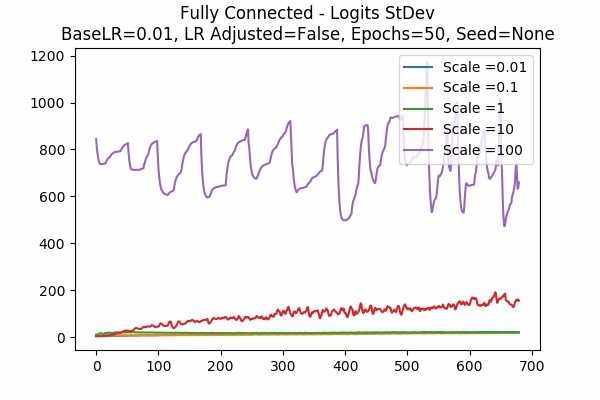 Fully Connected - Logits StDev
BaseLR=0.01, LR Adjusted=False, Epochs=50, Seed=None
1200
1000
800
600
400
200
0
Scale =0.01
Scale =0.1
Scale =1
Scale =10
Scale =100
0 100 200 300 400 500 600 700